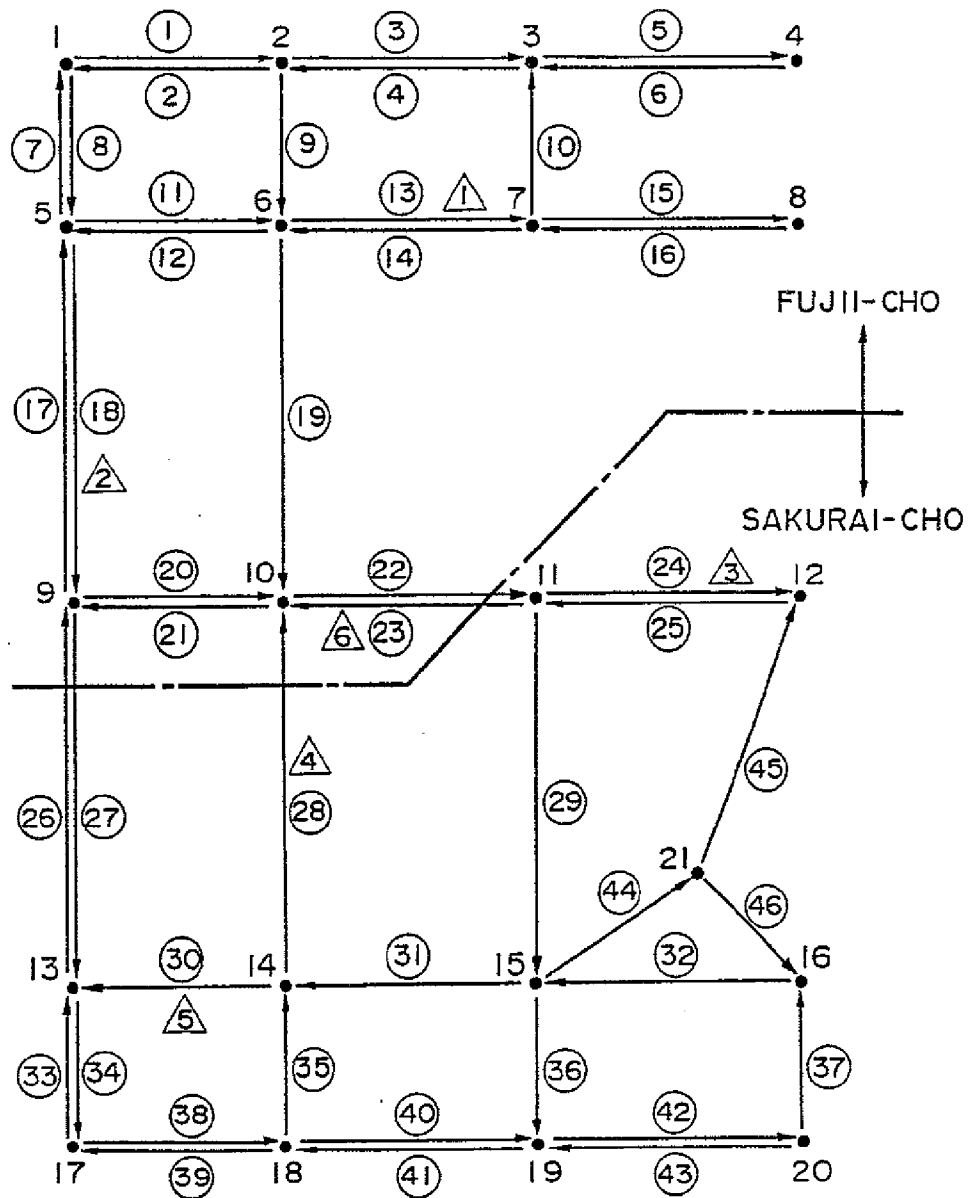 1 ① 2 ③ 3 ⑤ 4
② ④ ⑥
⑦ ⑧ ⑨ ⑩
5 ⑪ 6 ⑬ 1 7 ⑮ 8
⑫ ⑭ ⑯
FUJII-CHO
⑰ ⑱ ⑲
2
SAKURAI-CHO
9 ⑳ 10 22 11 24 3 12
21 6 23 25
4
45
26 27 28 29
21
44 46
13 30 14 31 15 32 16
5
33 34 35 36 37
38 40 42
17 39 18 41 19 43 20